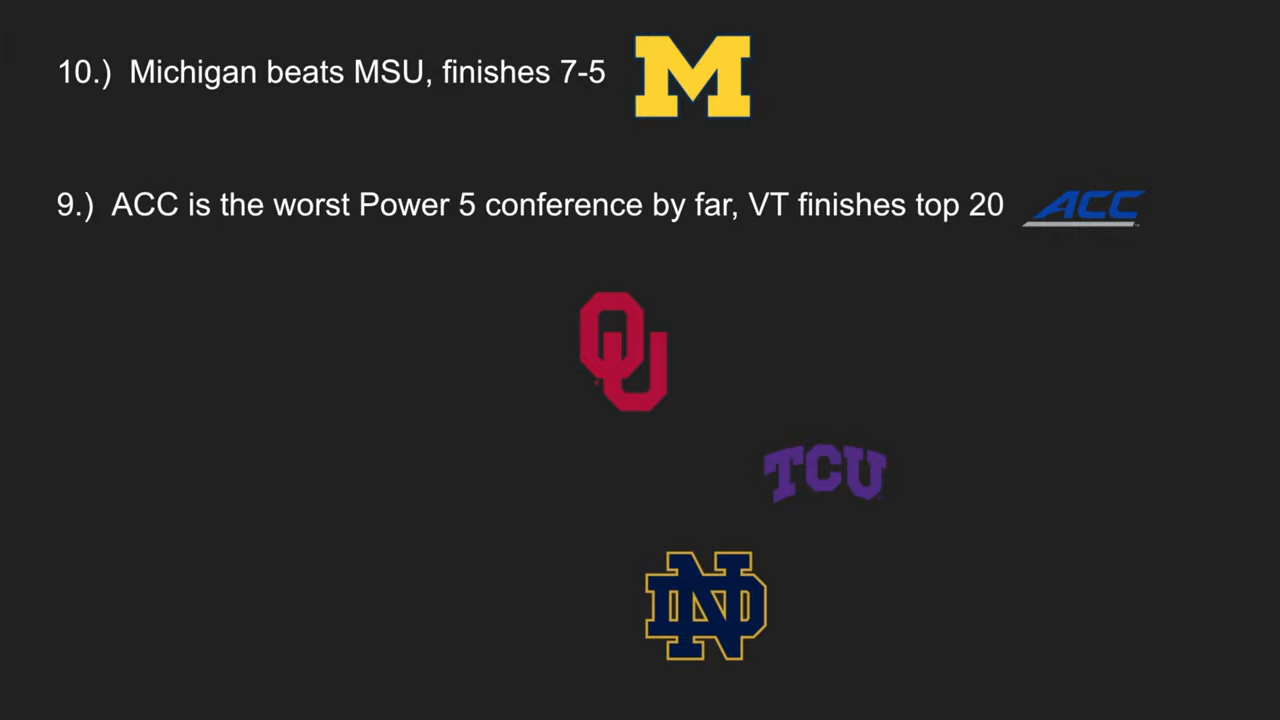 10.) Michigan beats MSU, finishes 7-5 M
9.) ACC is the worst Power 5 conference by far, VT finishes top 20 ACC
OU
TCU
ND